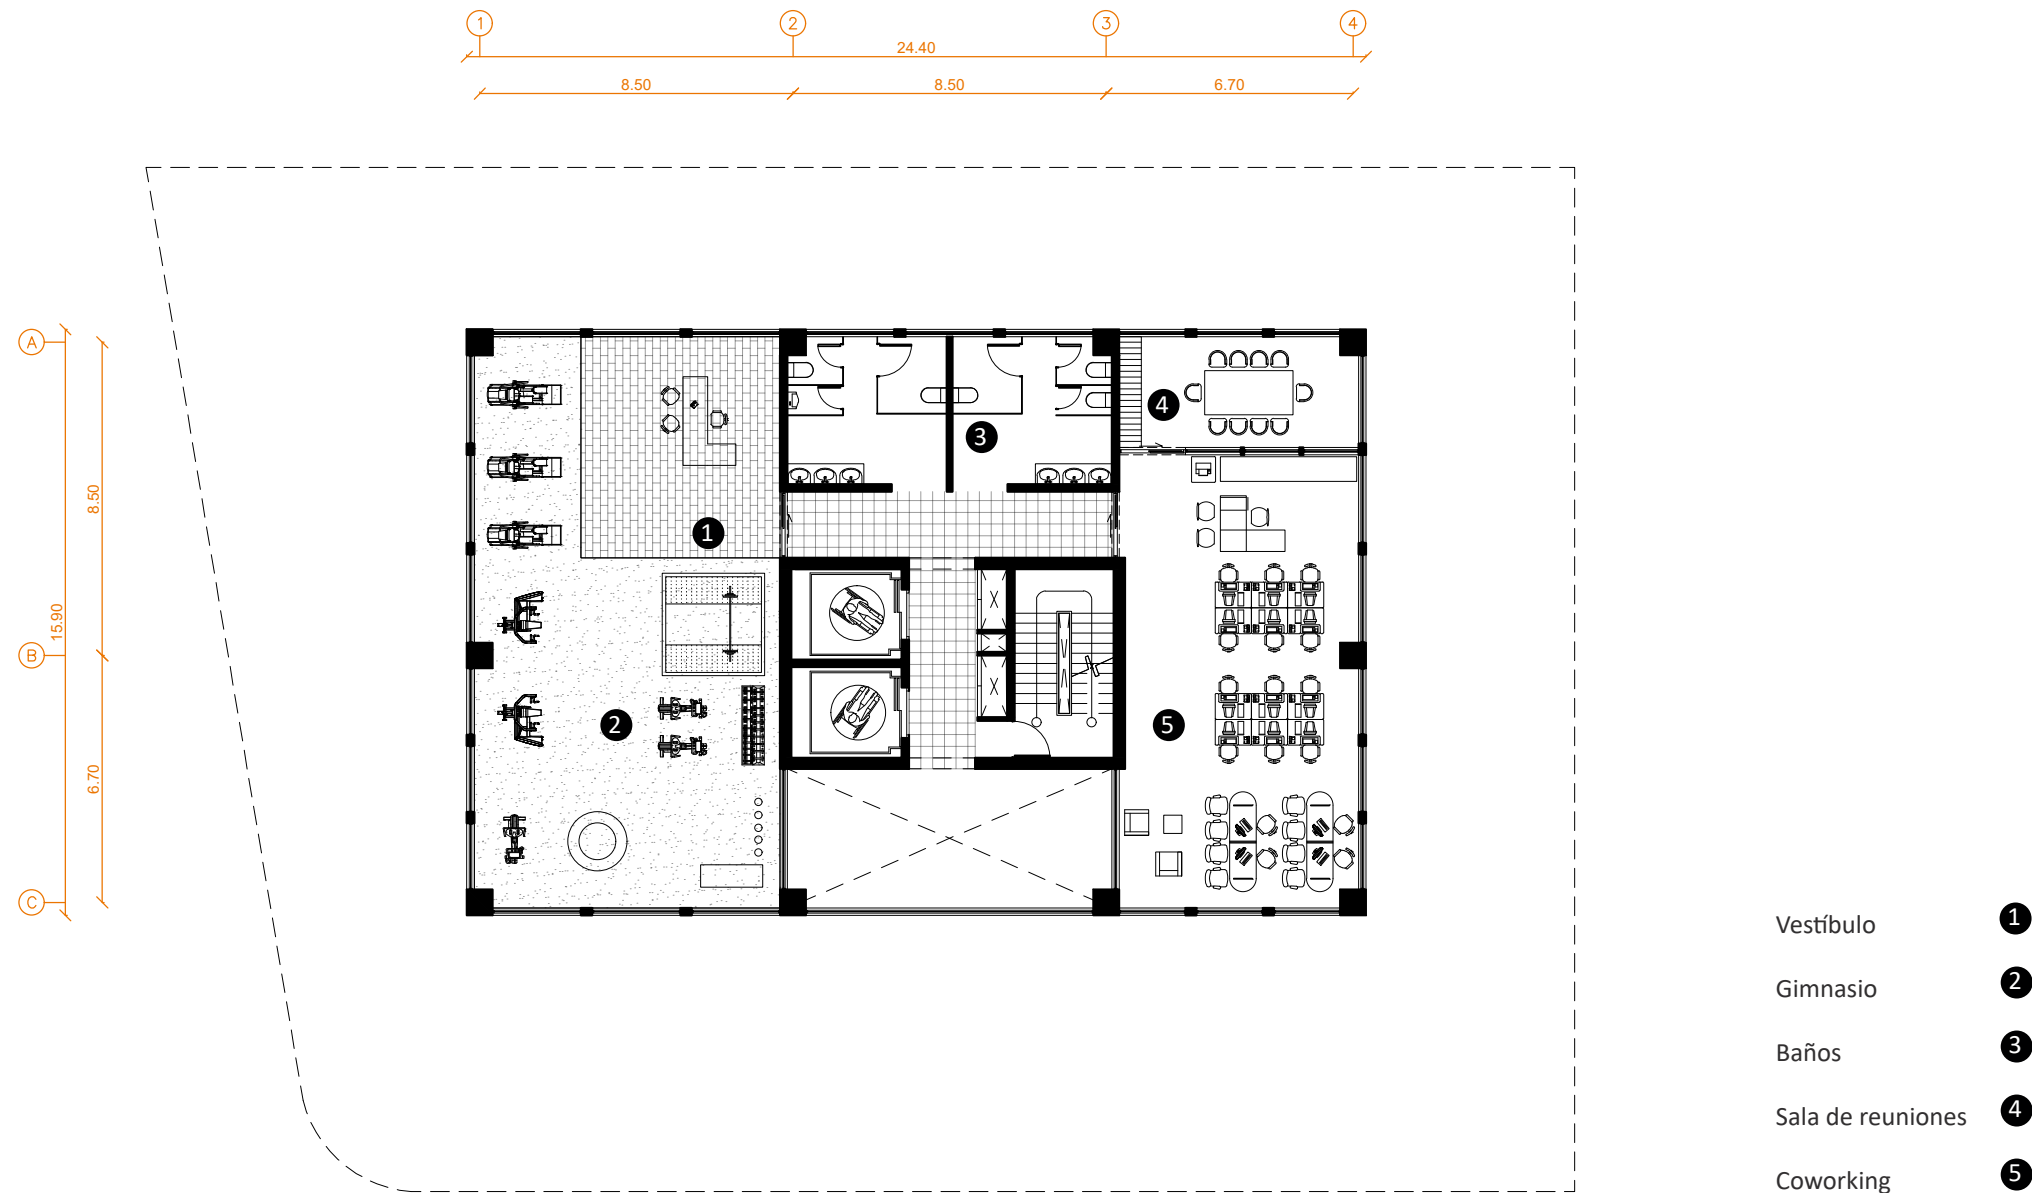 1 2 3 4
24.40
8.50 8.50 6.70
A
8.50
15.90
B
6.70
C
1
2
3
4
5
Vestíbulo 1
Gimnasio 2
Baños 3
Sala de reuniones 4
Coworking 5